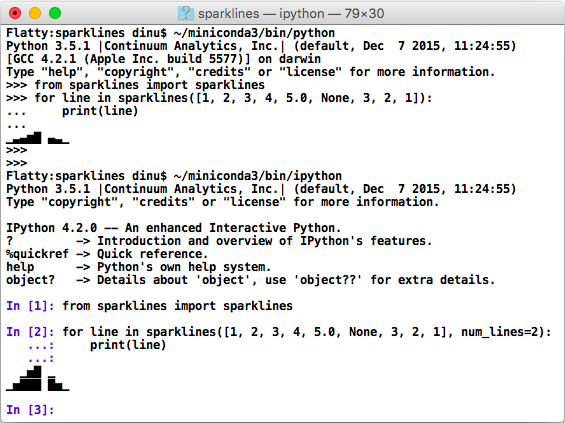 sparklines — ipython — 79×30
Flatty:sparklines dinu$ ~/miniconda3/bin/python
Python 3.5.1 |Continuum Analytics, Inc.| (default, Dec  7 2015, 11:24:55)
[GCC 4.2.1 (Apple Inc. build 5577)] on darwin
Type "help", "copyright", "credits" or "license" for more information.
>>> from sparklines import sparklines
>>> for line in sparklines([1, 2, 3, 4, 5.0, None, 3, 2, 1]):
...     print(line)
...
▁▃▄▆█ ▄▃▁
>>>
>>>
Flatty:sparklines dinu$ ~/miniconda3/bin/ipython
Python 3.5.1 |Continuum Analytics, Inc.| (default, Dec  7 2015, 11:24:55)
Type "copyright", "credits" or "license" for more information.
IPython 4.2.0 -- An enhanced Interactive Python.
?         -> Introduction and overview of IPython's features.
%quickref -> Quick reference.
help      -> Python's own help system.
object?   -> Details about 'object', use 'object??' for extra details.
In [1]: from sparklines import sparklines
In [2]: for line in sparklines([1, 2, 3, 4, 5.0, None, 3, 2, 1], num_lines=2):
...:     print(line)
...:
  ▁▅█ ▁
▁▅███ █▅▁
In [3]: